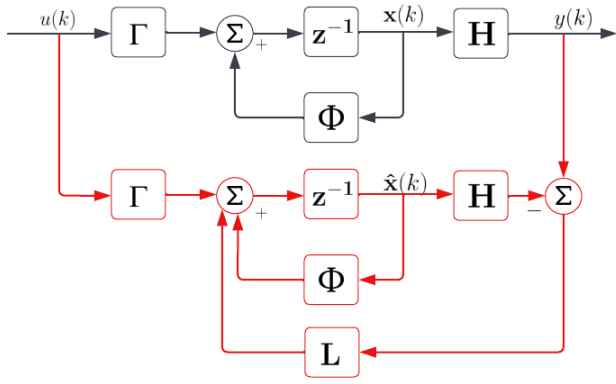 u(k) x(k) y(k)
Γ Σ + z⁻¹ H
Φ
x̂(k)
Γ Σ + z⁻¹ H − Σ
Φ
L